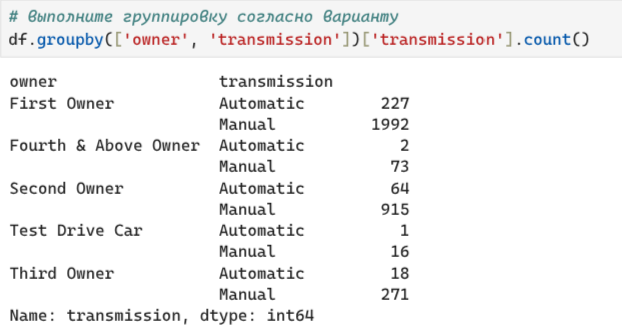 # выполните группировку согласно варианту
df.groupby(['owner', 'transmission'])['transmission'].count()
owner transmission
First Owner Automatic 227
Manual 1992
Fourth & Above Owner Automatic 2
Manual 73
Second Owner Automatic 64
Manual 915
Test Drive Car Automatic 1
Manual 16
Third Owner Automatic 18
Manual 271
Name: transmission, dtype: int64